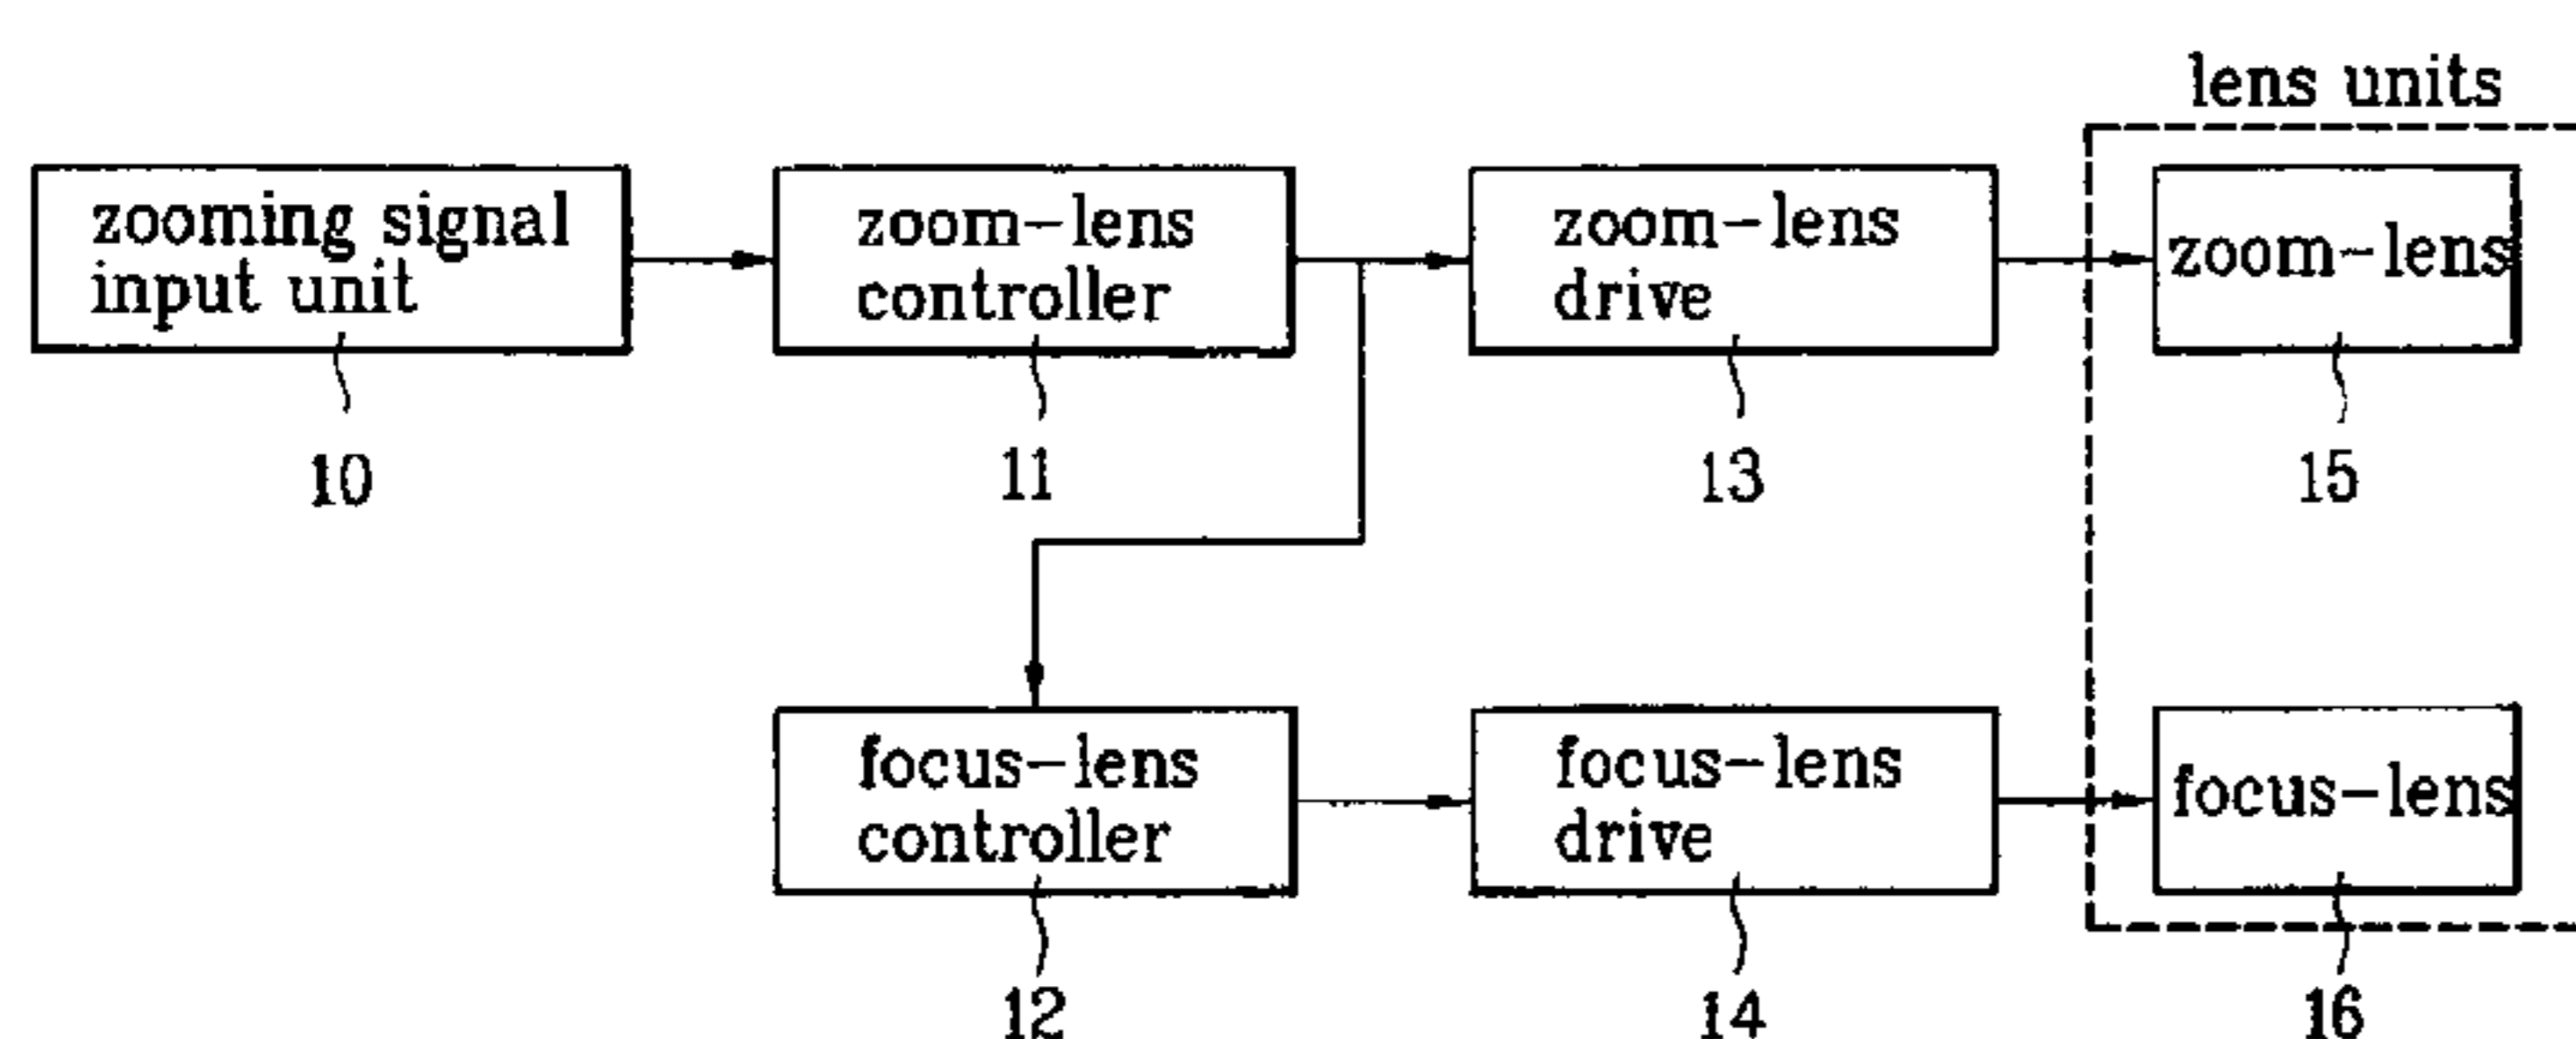 lens units
zooming signal
input unit
zoom-lens
controller
zoom-lens
drive
zoom-lens
10
11
13
15
focus-lens
controller
focus-lens
drive
focus-lens
12
14
16